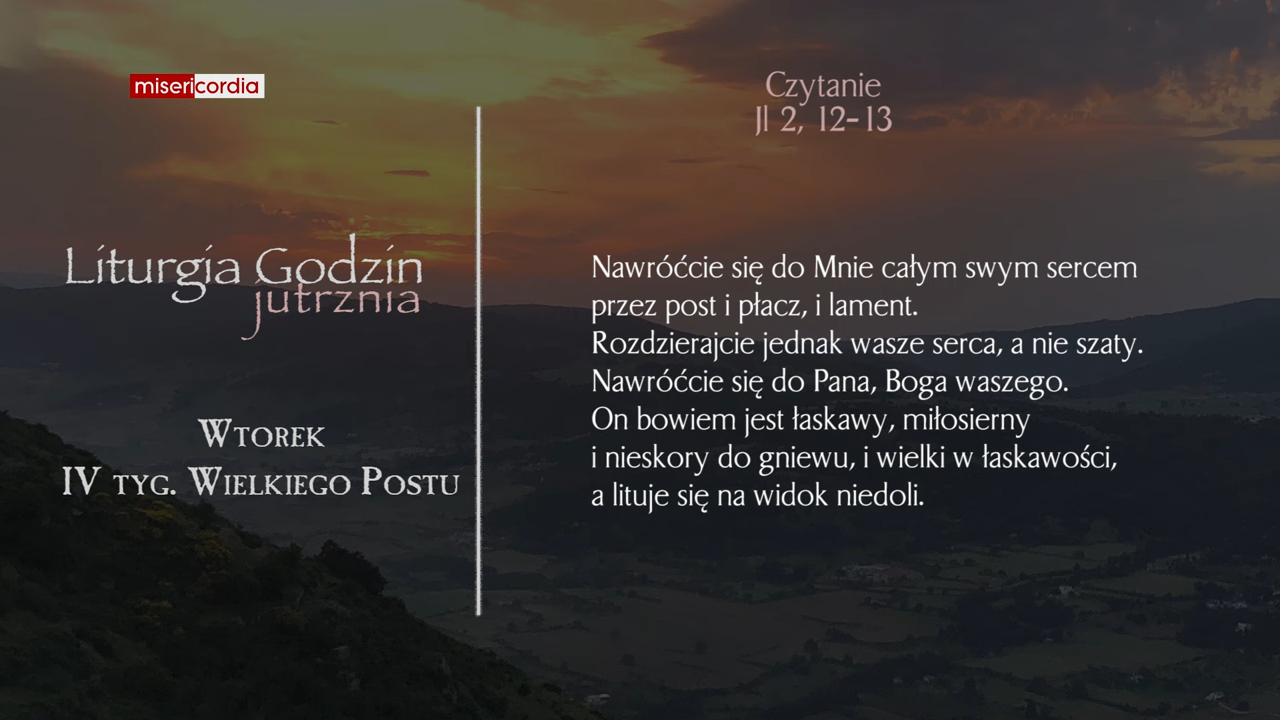 misericordia
Liturgia Godzin
jutrznia
Wtorek
IV tyg. Wielkiego Postu
Czytanie
Jl 2, 12-13
Nawróćcie się do Mnie całym swym sercem
przez post i płacz, i lament.
Rozdzierajcie jednak wasze serca, a nie szaty.
Nawróćcie się do Pana, Boga waszego.
On bowiem jest łaskawy, miłosierny
i nieskory do gniewu, i wielki w łaskawości,
a lituje się na widok niedoli.